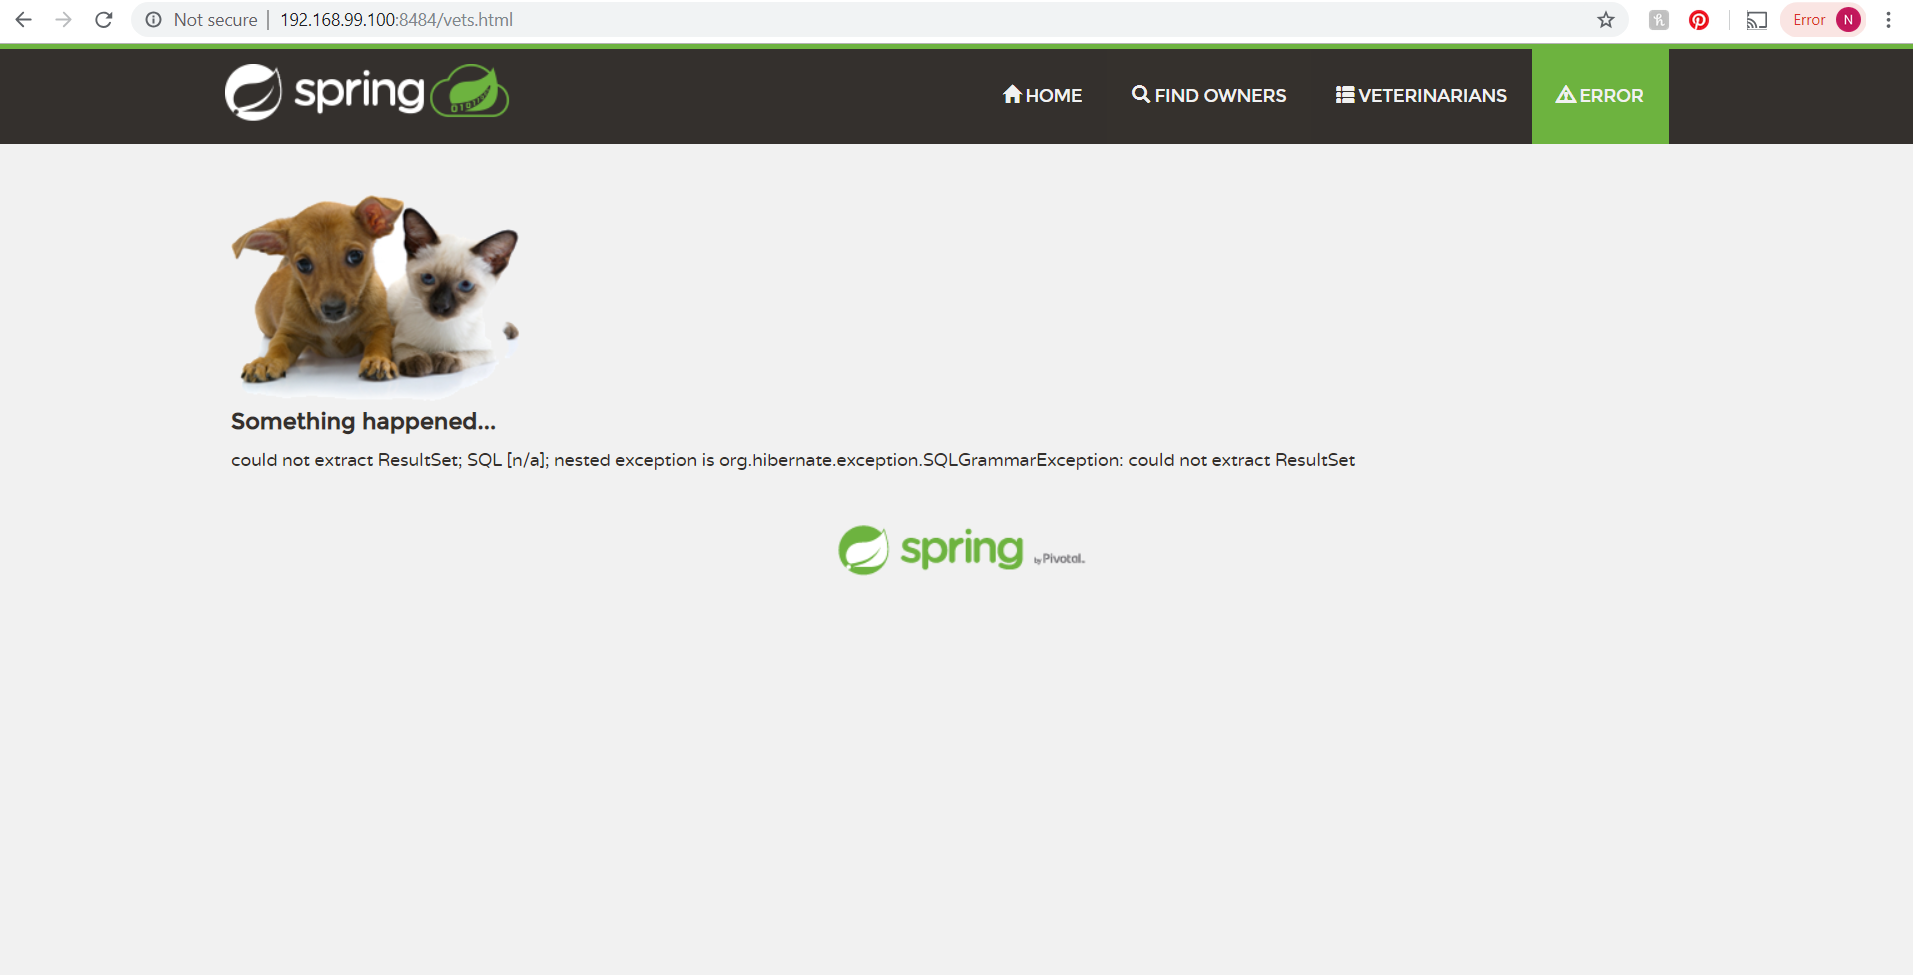 Not secure | 192.168.99.100:8484/vets.html
Error N
spring
HOME FIND OWNERS VETERINARIANS ERROR
Something happened...
could not extract ResultSet; SQL [n/a]; nested exception is org.hibernate.exception.SQLGrammarException: could not extract ResultSet
spring by Pivotal.